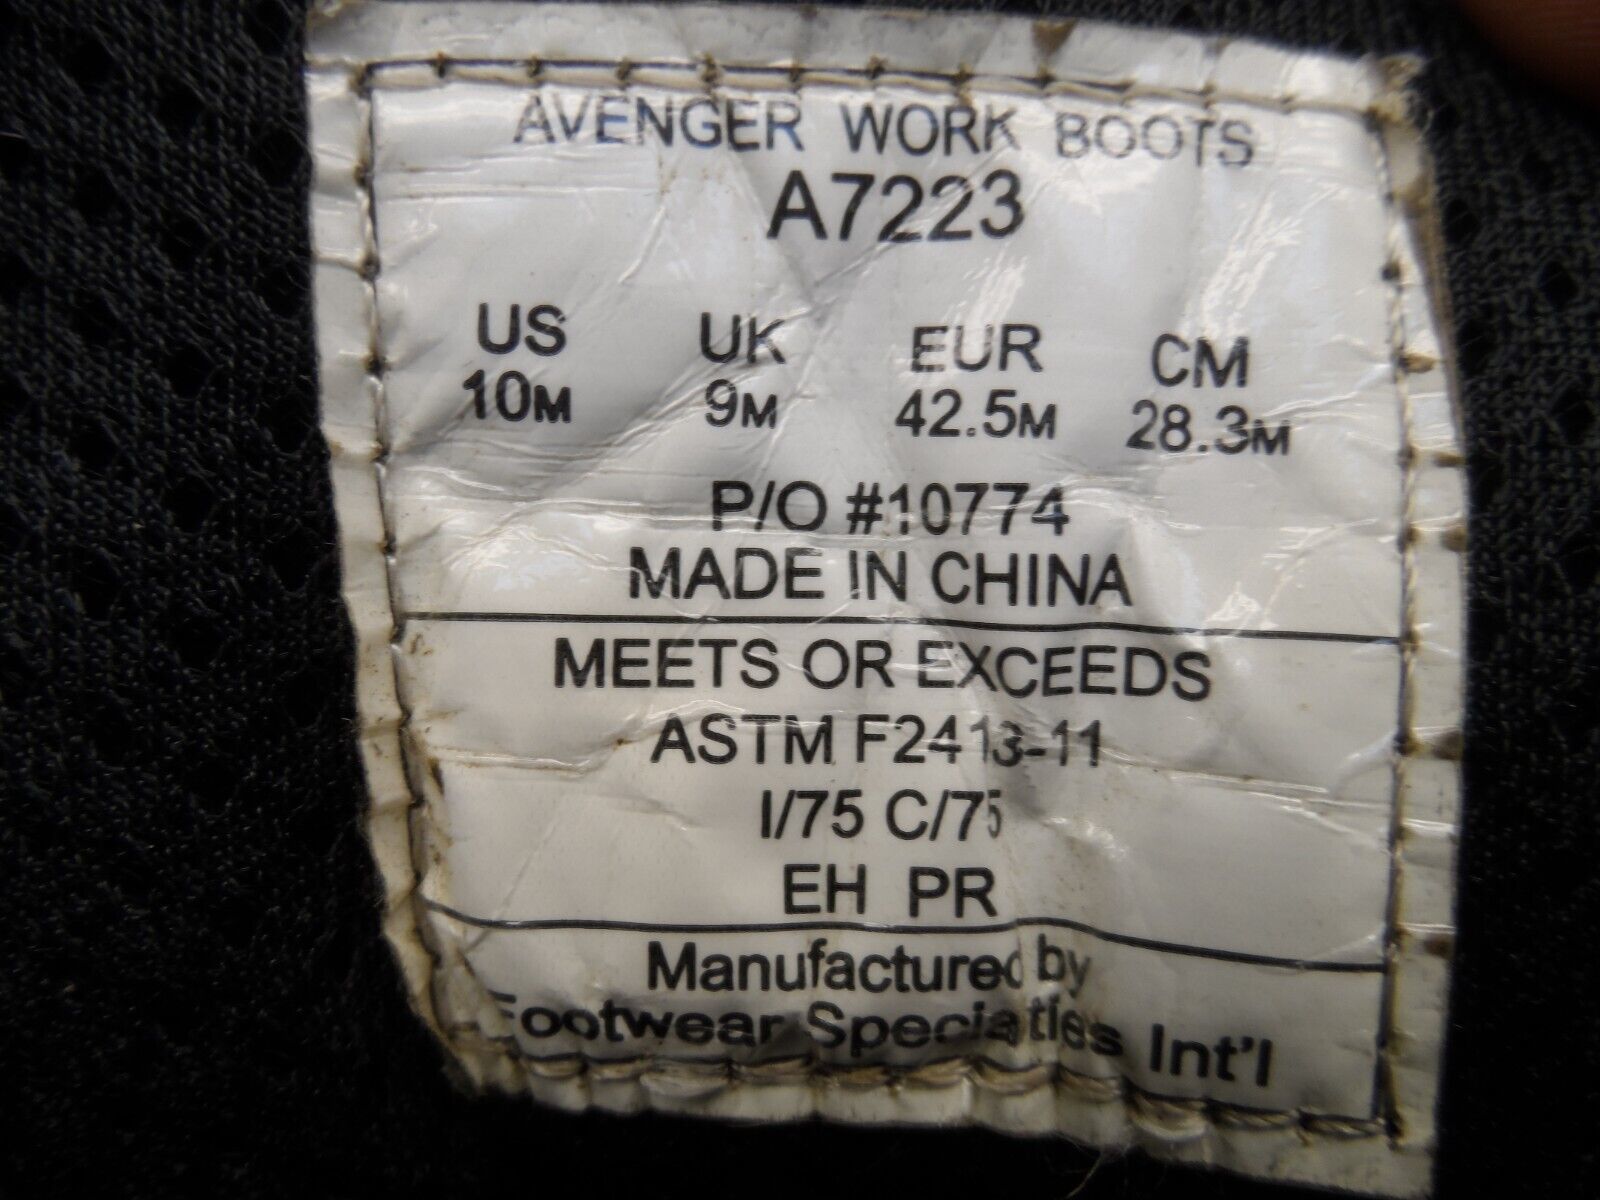 AVENGER WORK BOOTS
A7223
US UK EUR CM
10M 9M 42.5M 28.3M
P/O #10774
MADE IN CHINA
MEETS OR EXCEEDS
ASTM F2413-11
I/75 C/75
EH PR
Manufactured by
Footwear Specialties Int'l